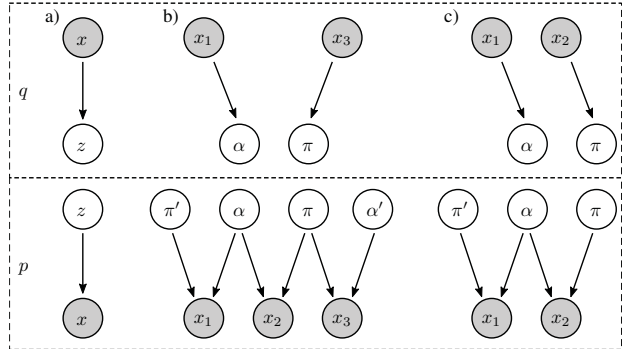 a) b) c)
x x₁ x₃ x₁ x₂
q
z α π α π
z π′ α π α′ π′ α π
p
x x₁ x₂ x₃ x₁ x₂